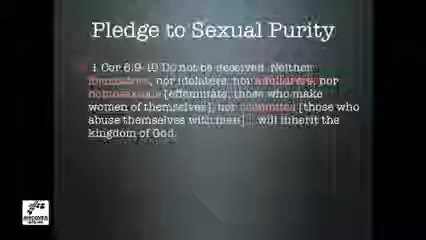 Pledge to Sexual Purity
1 Cor 6:9-10 Do not be deceived. Neither
fornicators, nor idolaters, nor adulterers, nor
homosexuals [effeminate, those who make
women of themselves], nor sodomites [those who
abuse themselves with men]... will inherit the
kingdom of God.